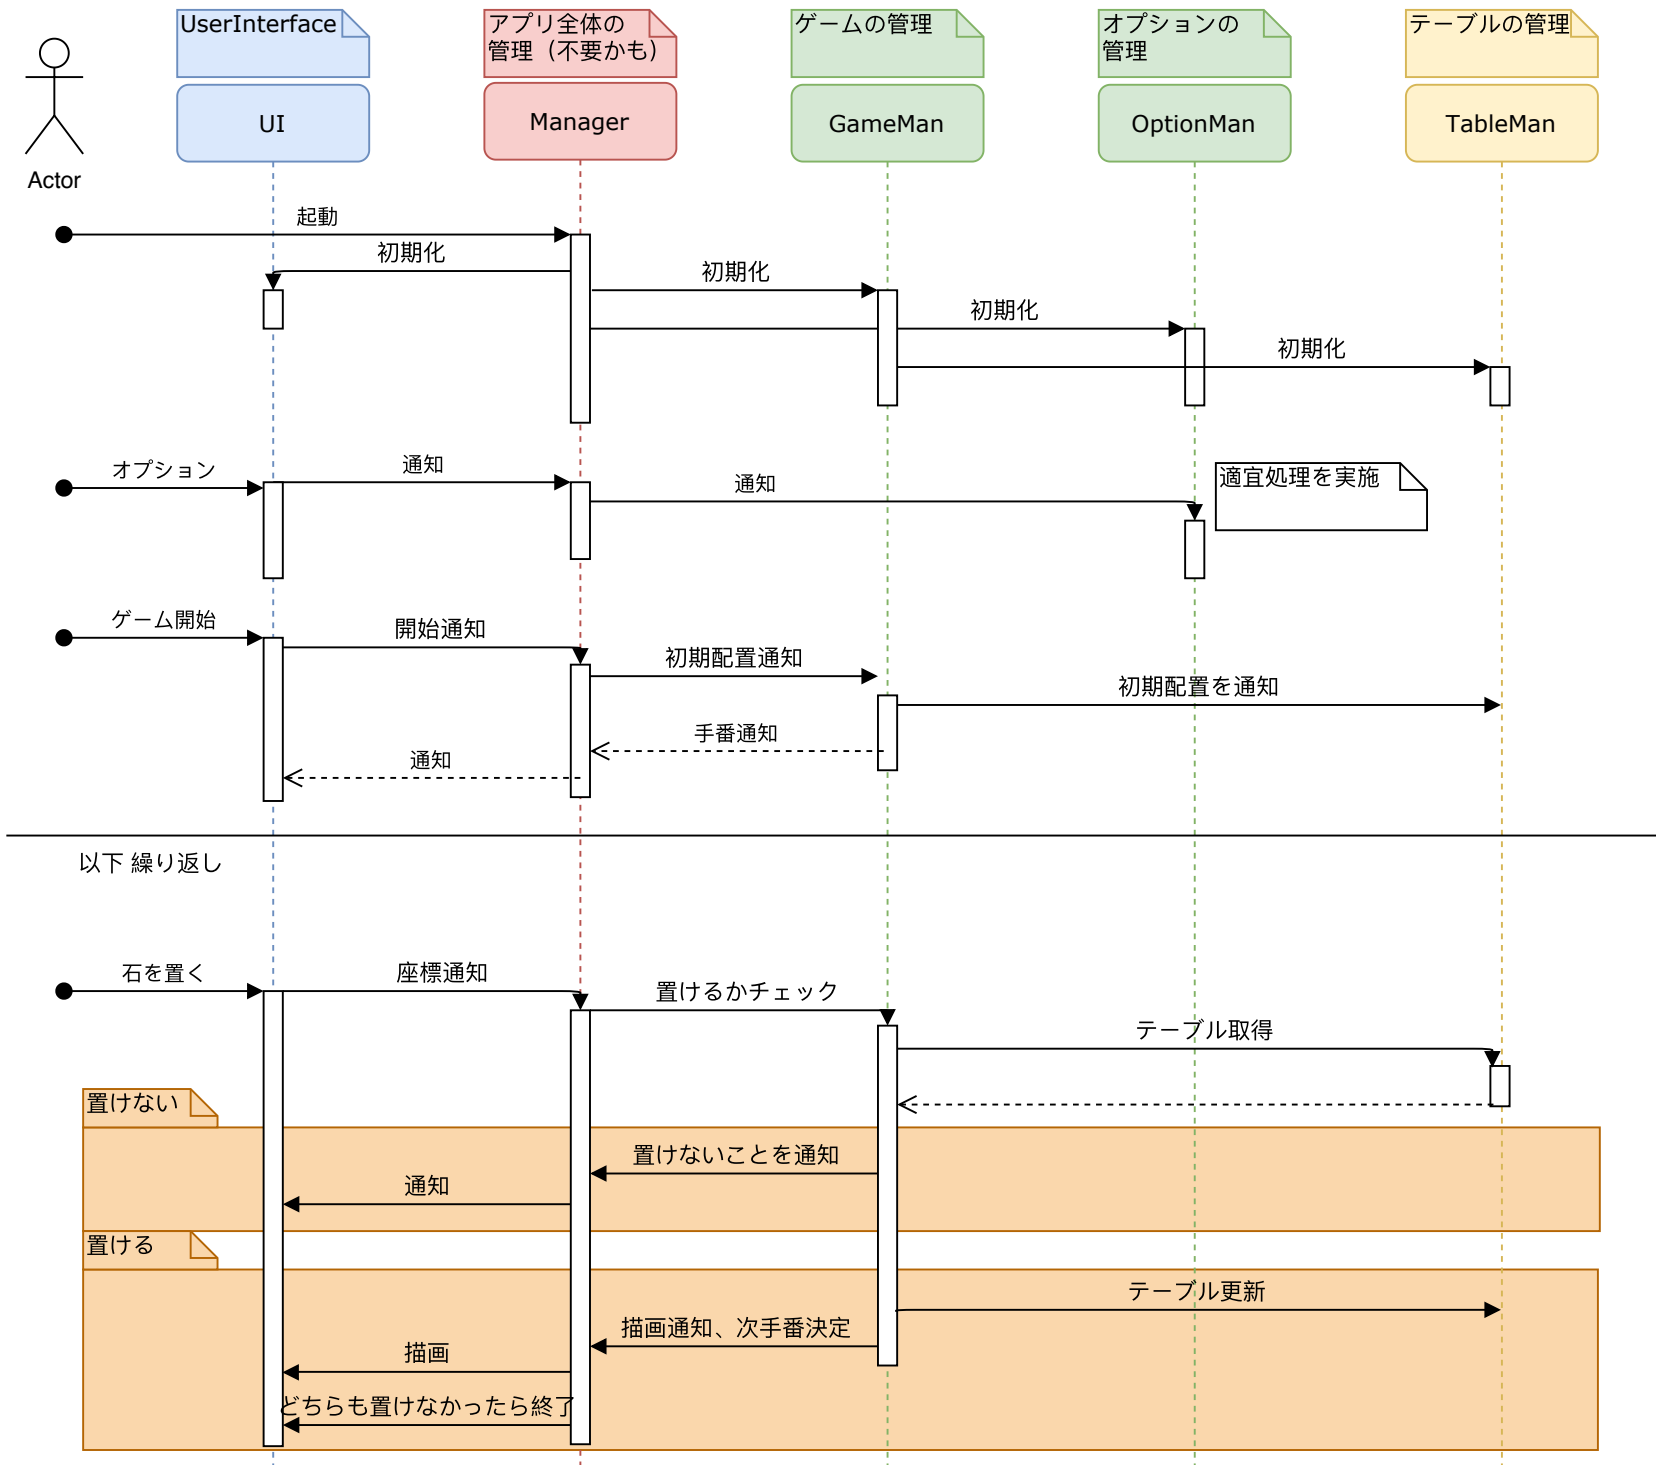 UserInterface
アプリ全体の
管理（不要かも）
ゲームの管理
オプションの
管理
テーブルの管理
UI
Manager
GameMan
OptionMan
TableMan
Actor
起動
初期化
初期化
初期化
初期化
オプション
通知
通知
適宜処理を実施
ゲーム開始
開始通知
初期配置通知
初期配置を通知
手番通知
通知
以下 繰り返し
石を置く
座標通知
置けるかチェック
テーブル取得
置けない
置けないことを通知
通知
置ける
テーブル更新
描画通知、次手番決定
描画
どちらも置けなかったら終了